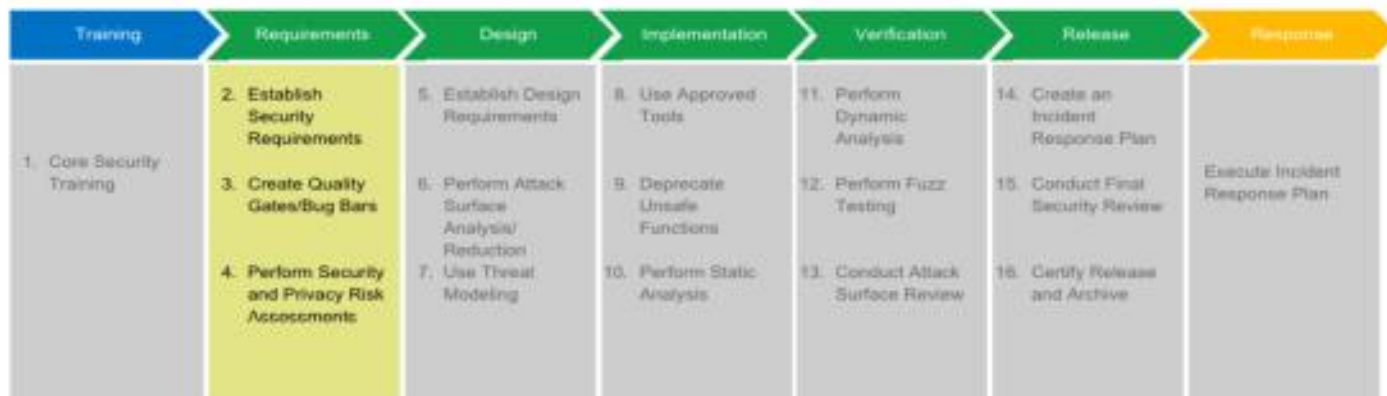 Training
Requirements
Design
Implementation
Verification
Release
Response
1. Core Security
Training
2. Establish
Security
Requirements
3. Create Quality
Gates/Bug Bars
4. Perform Security
and Privacy Risk
Assessments
5. Establish Design
Requirements
6. Perform Attack
Surface
Analysis/
Reduction
7. Use Threat
Modeling
8. Use Approved
Tools
9. Deprecate
Unsafe
Functions
10. Perform Static
Analysis
11. Perform
Dynamic
Analysis
12. Perform Fuzz
Testing
13. Conduct Attack
Surface Review
14. Create an
Incident
Response Plan
15. Conduct Final
Security Review
16. Certify Release
and Archive
Execute Incident
Response Plan